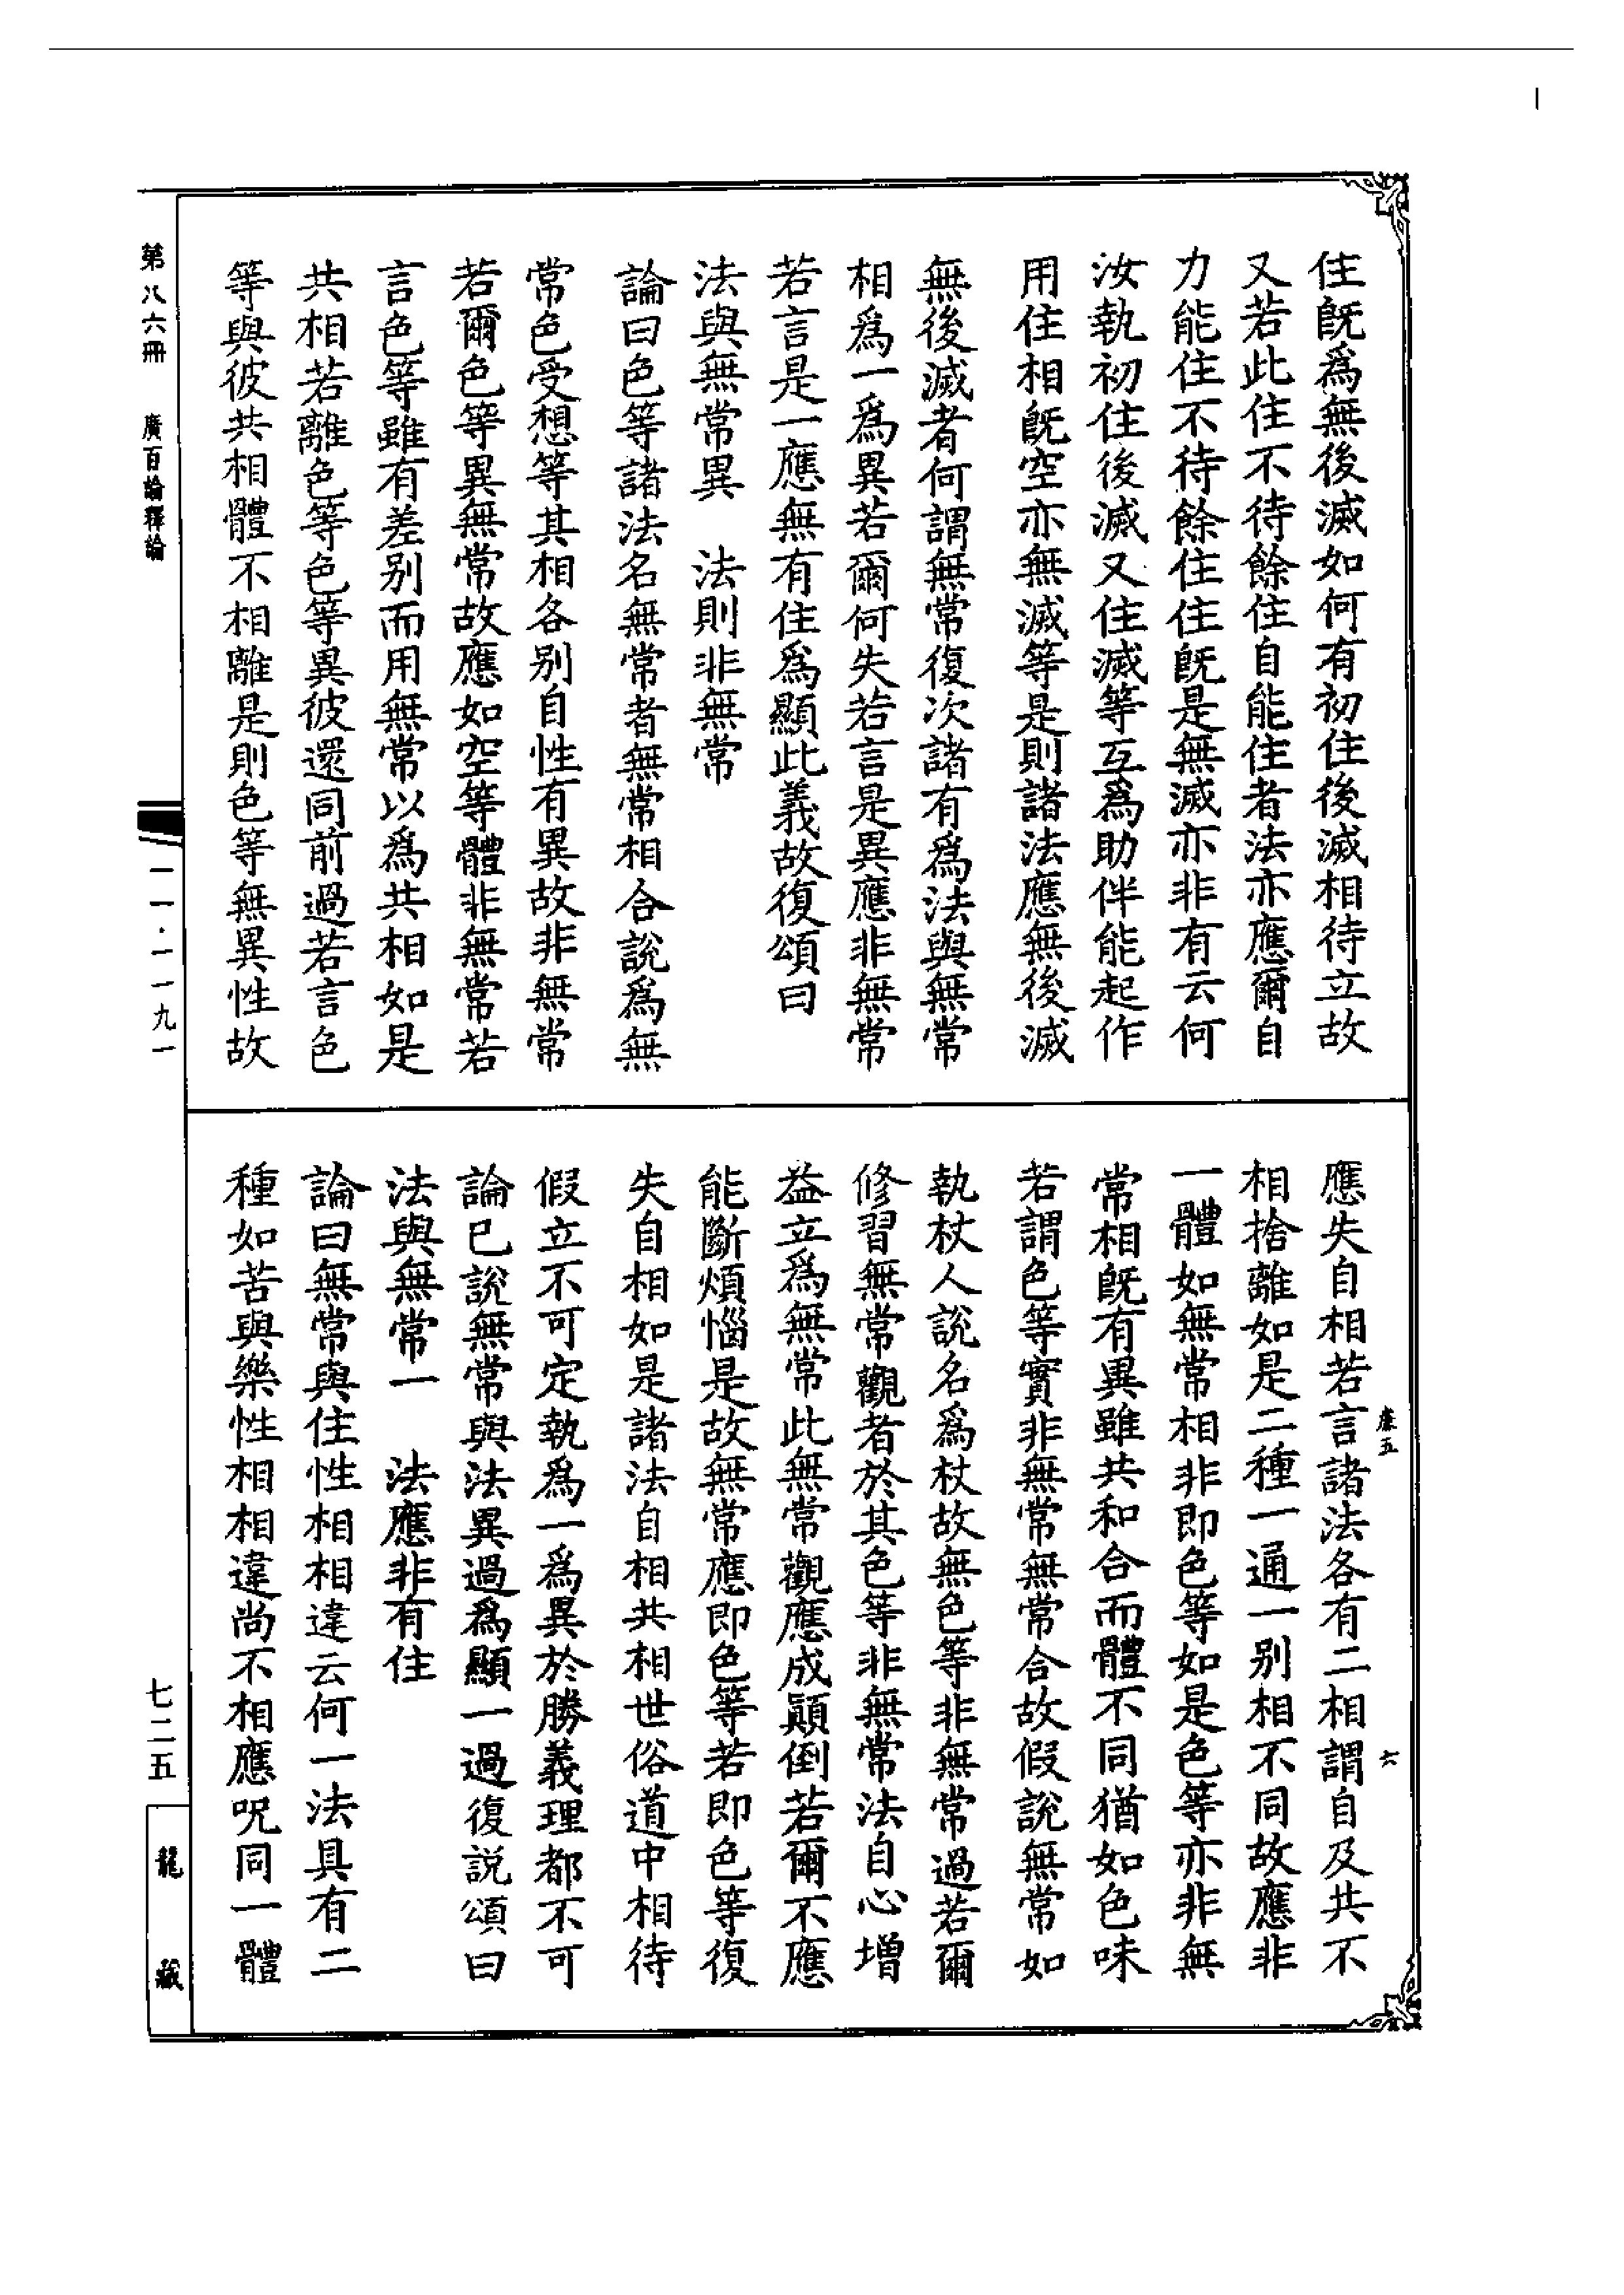 住旣爲無後滅如何有初住後滅相待立故
又若此住不待餘住自能住者法亦應爾自
力能住不待餘住住旣是無滅亦非有云何
汝執初住後滅又住滅等互爲助伴能起作
用住相旣空亦無滅等是則諸法應無後滅
無後滅者何謂無常復次諸有爲法與無常
相爲一爲異若爾何失若言是異應非無常
若言是一應無有住爲顯此義故復頌曰
法與無常異　法則非無常
論曰色等諸法名無常者無常相合說爲無
常色受想等其相各別自性有異故非無常
若爾色等異無常故應如空等體非無常若
言色等雖有差別而用無常以爲共相如是
共相若離色等色等異彼還同前過若言色
等與彼共相體不相離是則色等無異性故
應失自相若言諸法各有二相謂自及共不
相捨離如是二種一通一別相不同故應非
一體如無常相非即色等如是色等亦非無
常相旣有異雖共和合而體不同猶如色味
若謂色等實非無常無常合故假說無常如
執杖人說名爲杖故無色等非無常過若爾
修習無常觀者於其色等非無常法自心增
益立爲無常此無常觀應成顚倒若爾不應
能斷煩惱是故無常應即色等若即色等復
失自相如是諸法自相共相世俗道中相待
假立不可定執爲一爲異於勝義理都不可
論已說無常與法異過爲顯一過復說頌曰
法與無常一　法應非有住
論曰無常與住性相相違云何一法具有二
種如苦與樂性相相違尚不相應呪同一體
五
六
第八六冊　廣百論釋論
一一·一一九一
七二五
龍藏